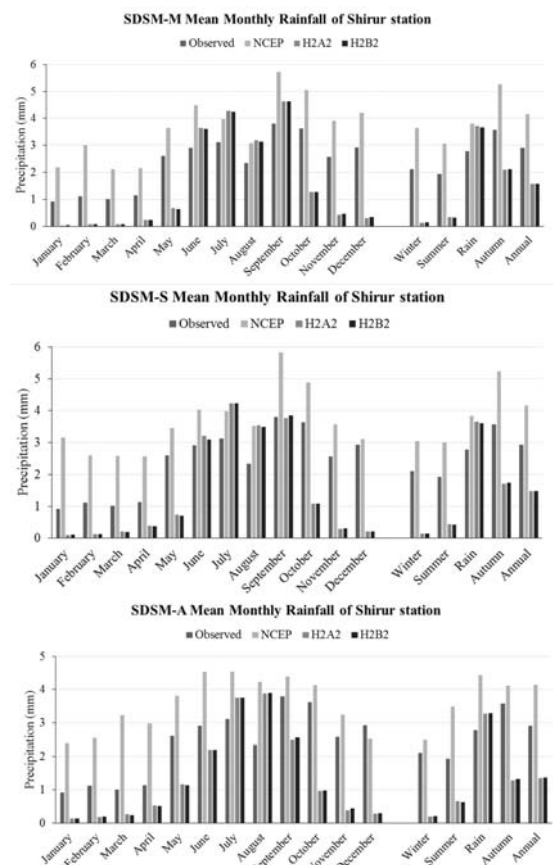 SDSM-M Mean Monthly Rainfall of Shirur station
Observed NCEP H2A2 H2B2
Precipitation (mm)
6
5
4
3
2
1
0
January February March April May June July August September October November December Winter Summer Rain Autumn Annual
SDSM-S Mean Monthly Rainfall of Shirur station
Observed NCEP H2A2 H2B2
Precipitation (mm)
6
5
4
3
2
1
0
January February March April May June July August September October November December Winter Summer Rain Autumn Annual
SDSM-A Mean Monthly Rainfall of Shirur station
Observed NCEP H2A2 H2B2
Precipitation (mm)
5
4
3
2
1
0
January February March April May June July August September October November December Winter Summer Rain Autumn Annual